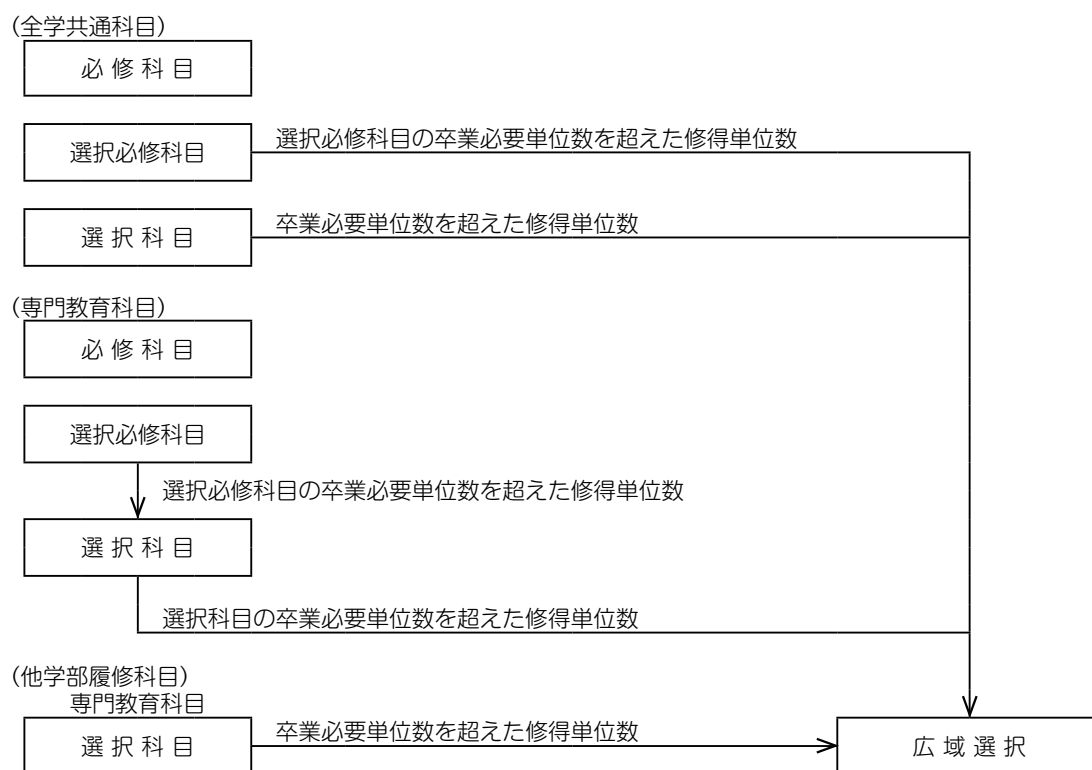 (全学共通科目)
必 修 科 目
選択必修科目
選択必修科目の卒業必要単位数を超えた修得単位数
選 択 科 目
卒業必要単位数を超えた修得単位数
(専門教育科目)
必 修 科 目
選択必修科目
選択必修科目の卒業必要単位数を超えた修得単位数
選 択 科 目
選択科目の卒業必要単位数を超えた修得単位数
(他学部履修科目)
専門教育科目
選 択 科 目
卒業必要単位数を超えた修得単位数
広 域 選 択